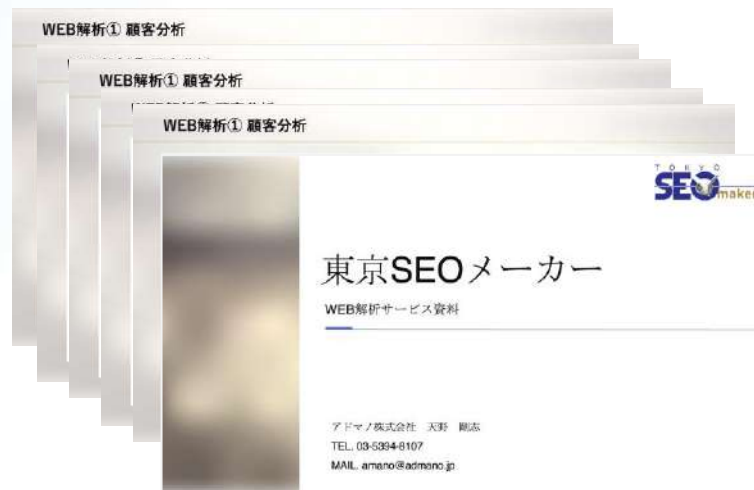 WEB解析① 顧客分析
WEB解析① 顧客分析
WEB解析① 顧客分析
TOKYO
SEO maker
東京SEOメーカー
WEB解析サービス資料
アドマノ株式会社 天野 剛志
TEL. 03-5394-8107
MAIL. amano@admano.jp